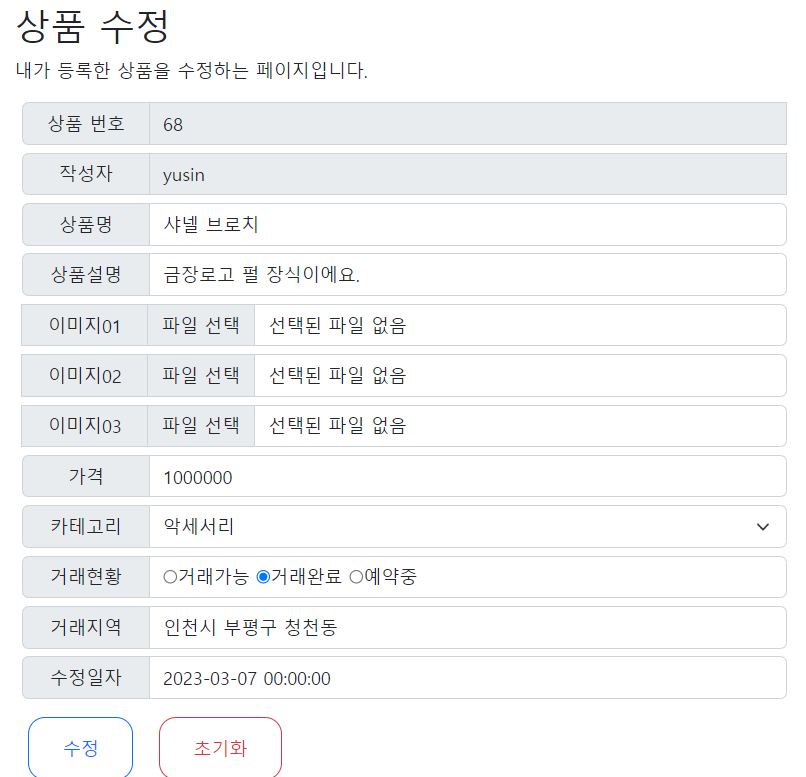 상품 수정
내가 등록한 상품을 수정하는 페이지입니다.
상품 번호 68
작성자 yusin
상품명 샤넬 브로치
상품설명 금장로고 펄 장식이에요.
이미지01 파일 선택 선택된 파일 없음
이미지02 파일 선택 선택된 파일 없음
이미지03 파일 선택 선택된 파일 없음
가격 1000000
카테고리 악세서리
거래현황 거래가능 거래완료 예약중
거래지역 인천시 부평구 청천동
수정일자 2023-03-07 00:00:00
수정 초기화